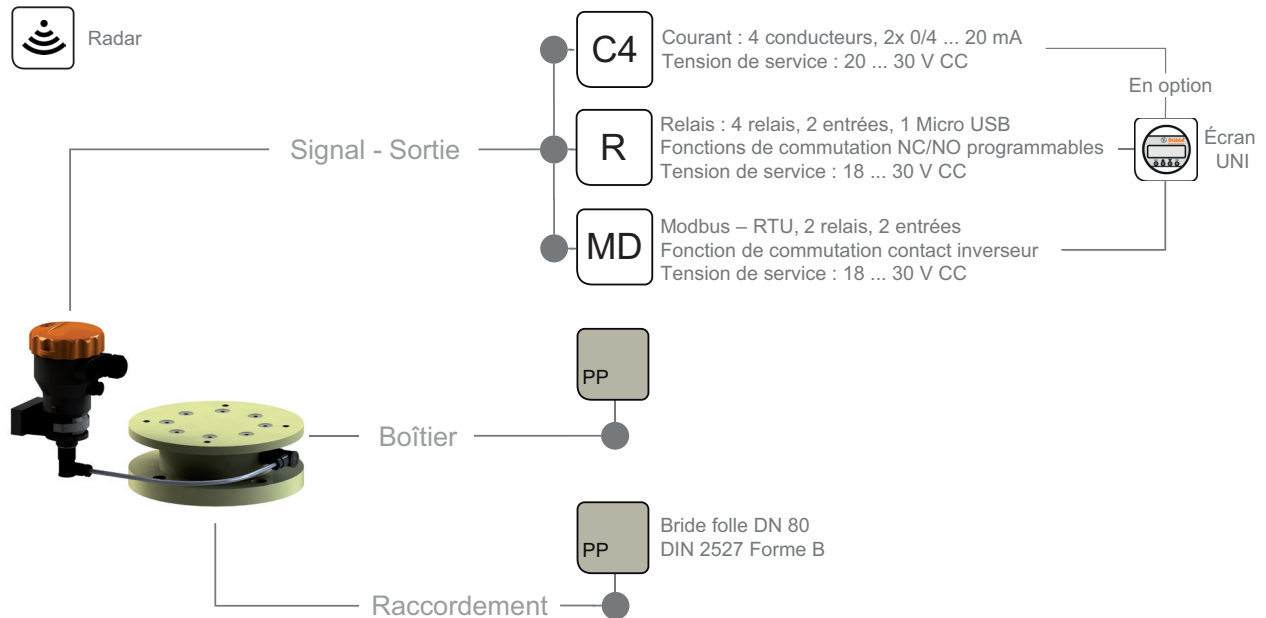 Radar
C4
Courant : 4 conducteurs, 2x 0/4 ... 20 mA
Tension de service : 20 ... 30 V CC
En option
Signal - Sortie
R
Relais : 4 relais, 2 entrées, 1 Micro USB
Fonctions de commutation NC/NO programmables
Tension de service : 18 ... 30 V CC
Écran
UNI
MD
Modbus – RTU, 2 relais, 2 entrées
Fonction de commutation contact inverseur
Tension de service : 18 ... 30 V CC
PP
Boîtier
PP
Bride folle DN 80
DIN 2527 Forme B
Raccordement